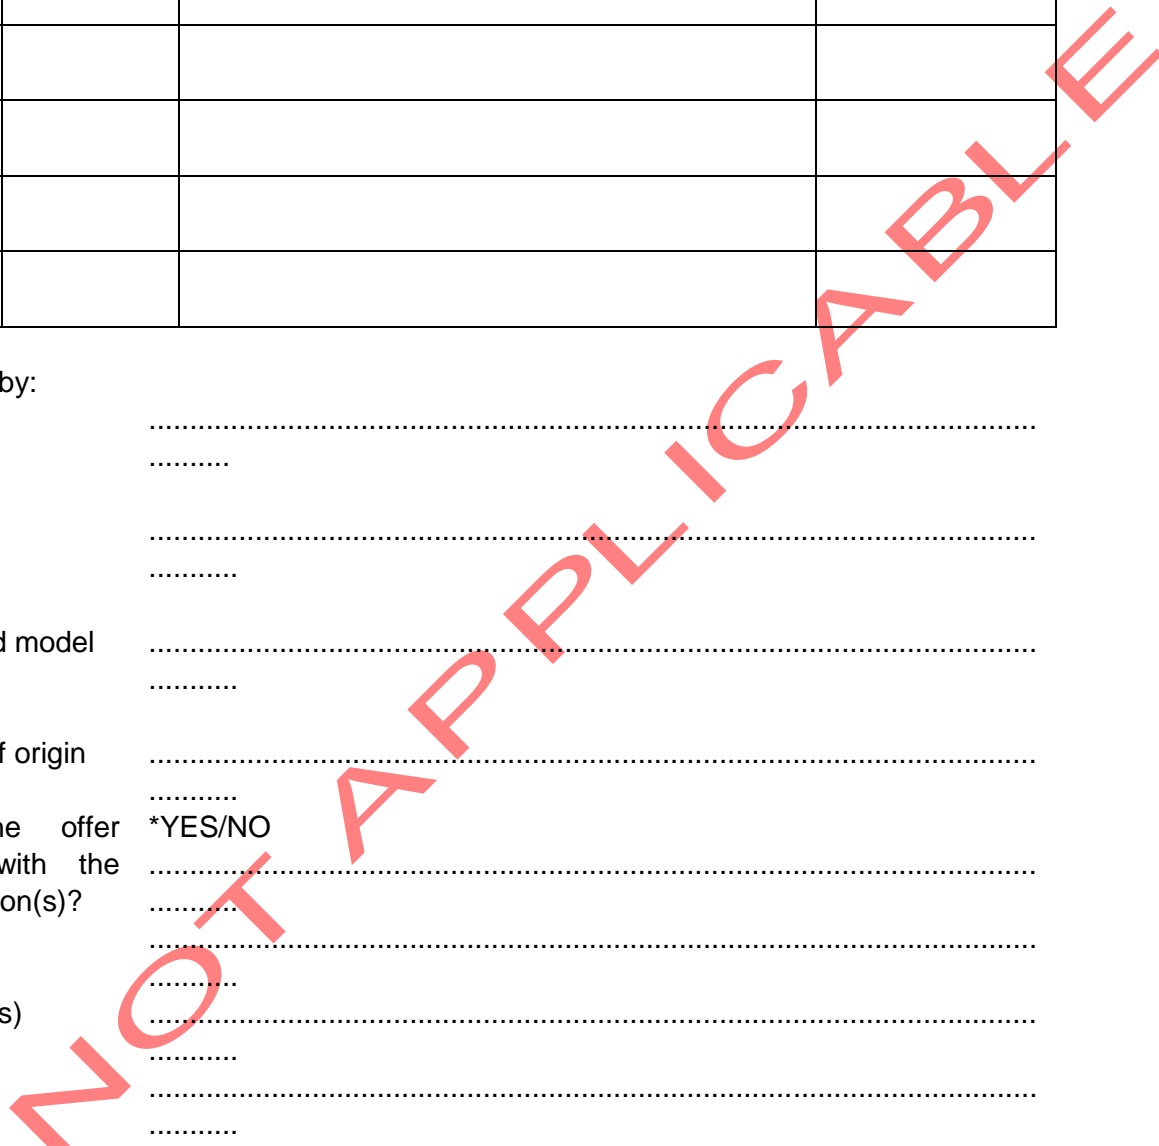 by:
................................................................................................................
..........
................................................................................................................
...........
d model ................................................................................................................
...........
f origin ................................................................................................................
...........
ne offer *YES/NO
with the ................................................................................................................
on(s)? ...........
................................................................................................................
...........
s) ................................................................................................................
...........
................................................................................................................
...........
NOT APPLICABLE